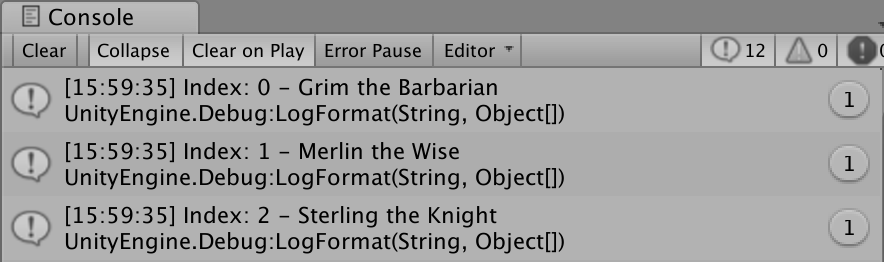 Console
Clear Collapse Clear on Play Error Pause Editor 12 0
[15:59:35] Index: 0 – Grim the Barbarian
UnityEngine.Debug:LogFormat(String, Object[]) 1
[15:59:35] Index: 1 – Merlin the Wise
UnityEngine.Debug:LogFormat(String, Object[]) 1
[15:59:35] Index: 2 – Sterling the Knight
UnityEngine.Debug:LogFormat(String, Object[]) 1